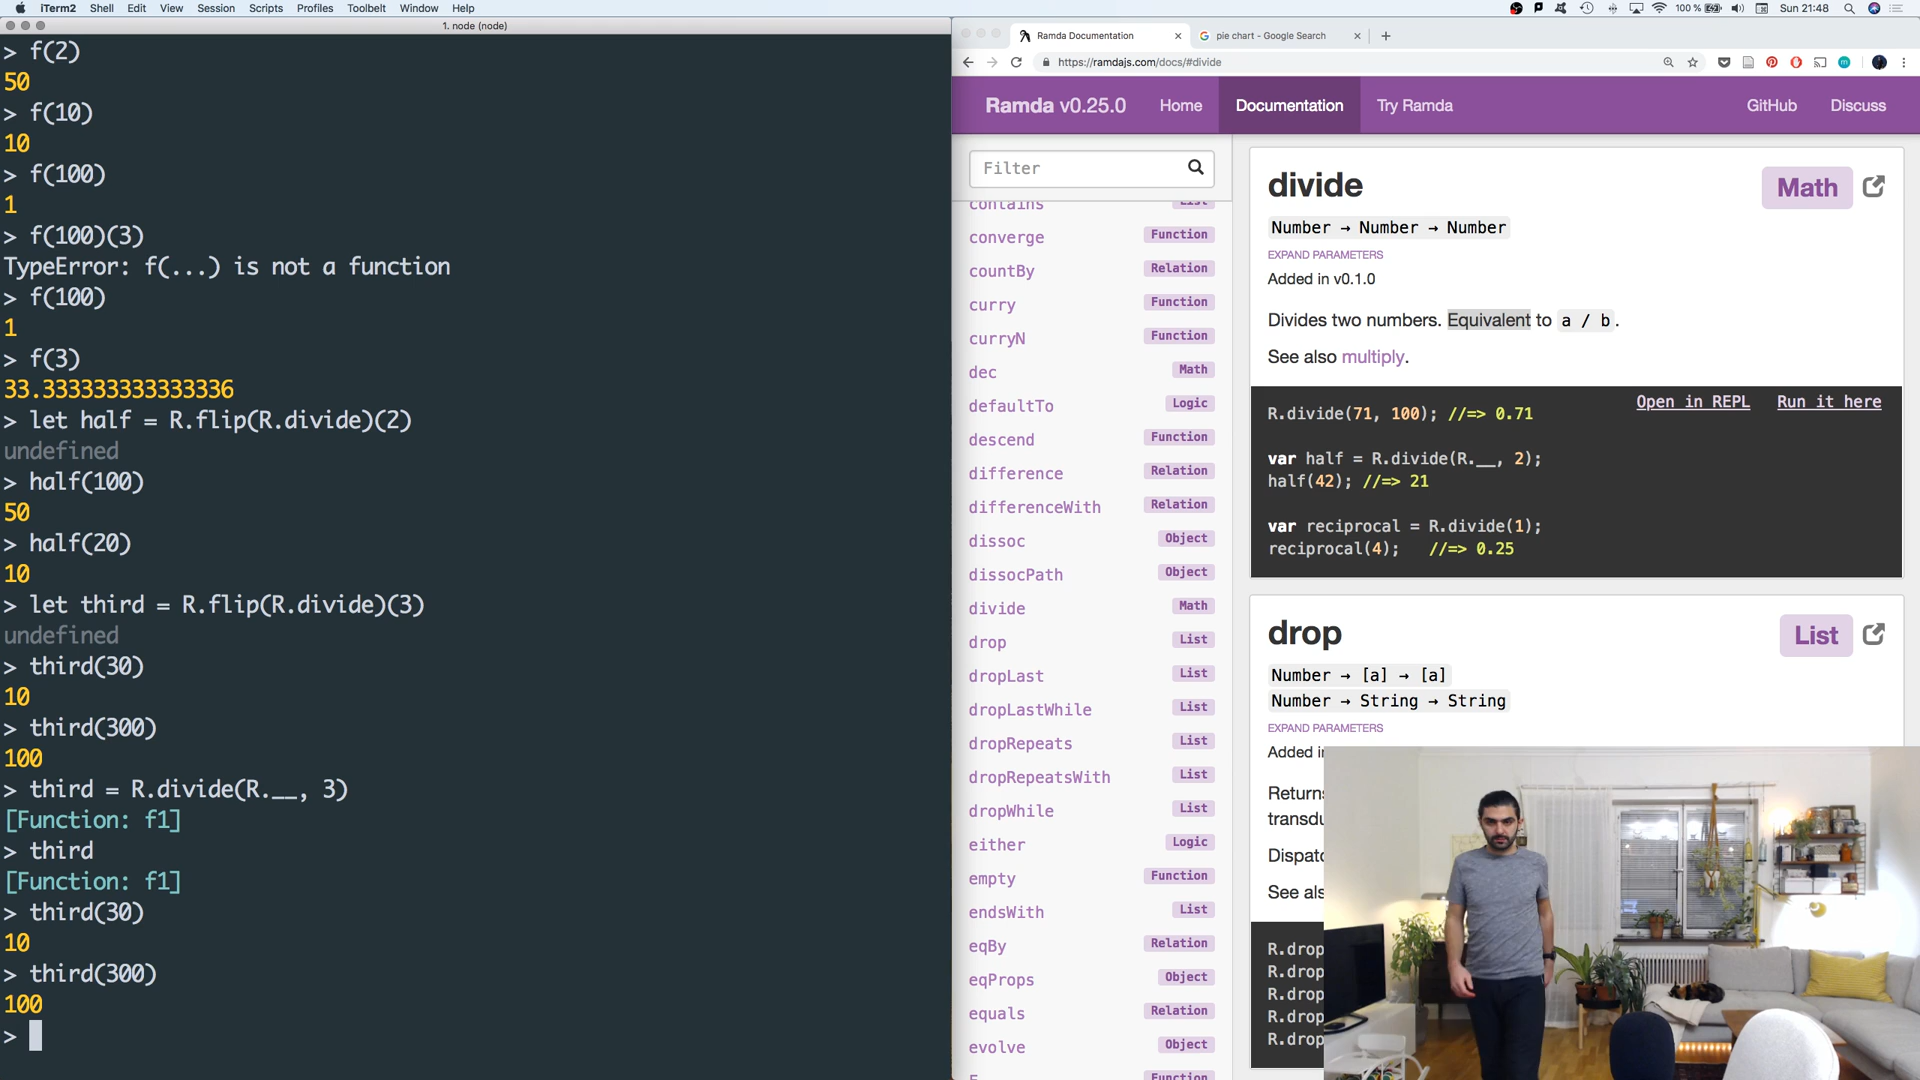 iTerm2 Shell Edit View Session Scripts Profiles Toolbelt Window Help
100 % Sun 21:48
1. node (node)
> f(2)
50
> f(10)
10
> f(100)
1
> f(100)(3)
TypeError: f(...) is not a function
> f(100)
1
> f(3)
33.333333333333336
> let half = R.flip(R.divide)(2)
undefined
> half(100)
50
> half(20)
10
> let third = R.flip(R.divide)(3)
undefined
> third(30)
10
> third(300)
100
> third = R.divide(R.__, 3)
[Function: f1]
> third
[Function: f1]
> third(30)
10
> third(300)
100
>
Ramda Documentation
pie chart - Google Search
https://ramdajs.com/docs/#divide
Ramda v0.25.0 Home Documentation Try Ramda GitHub Discuss
Filter
contains List
converge Function
countBy Relation
curry Function
curryN Function
dec Math
defaultTo Logic
descend Function
difference Relation
differenceWith Relation
dissoc Object
dissocPath Object
divide Math
drop List
dropLast List
dropLastWhile List
dropRepeats List
dropRepeatsWith List
dropWhile List
either Logic
empty Function
endsWith List
eqBy Relation
eqProps Object
equals Relation
evolve Object
F Function
divide Math
Number → Number → Number
EXPAND PARAMETERS
Added in v0.1.0
Divides two numbers. Equivalent to a / b.
See also multiply.
Open in REPL Run it here
R.divide(71, 100); //=> 0.71
var half = R.divide(R.__, 2);
half(42); //=> 21
var reciprocal = R.divide(1);
reciprocal(4); //=> 0.25
drop List
Number → [a] → [a]
Number → String → String
EXPAND PARAMETERS
Added
Returns
transdu
Dispat
See als
R.drop
R.drop
R.drop
R.drop
R.drop